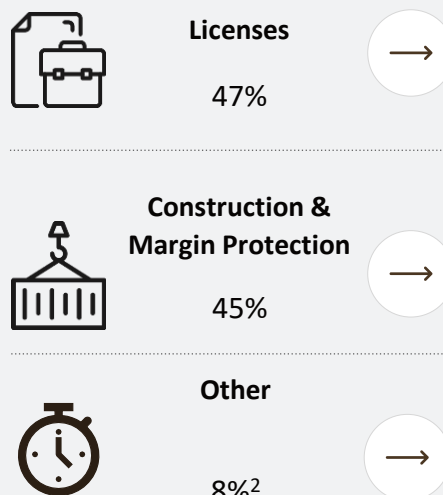 Licenses
47%
Construction &
Margin Protection
45%
Other
8%²